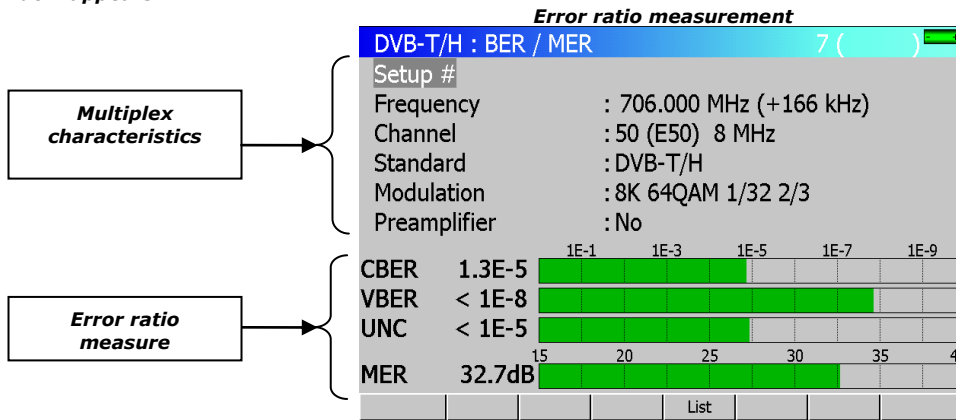 Error ratio measurement
DVB-T/H : BER / MER 7 ( )
Setup #
Frequency : 706.000 MHz (+166 kHz)
Channel : 50 (E50) 8 MHz
Standard : DVB-T/H
Modulation : 8K 64QAM 1/32 2/3
Preamplifier : No
Multiplex
characteristics
1E-1 1E-3 1E-5 1E-7 1E-9
CBER 1.3E-5
VBER < 1E-8
UNC < 1E-5
15 20 25 30 35
MER 32.7dB
Error ratio
measure
List